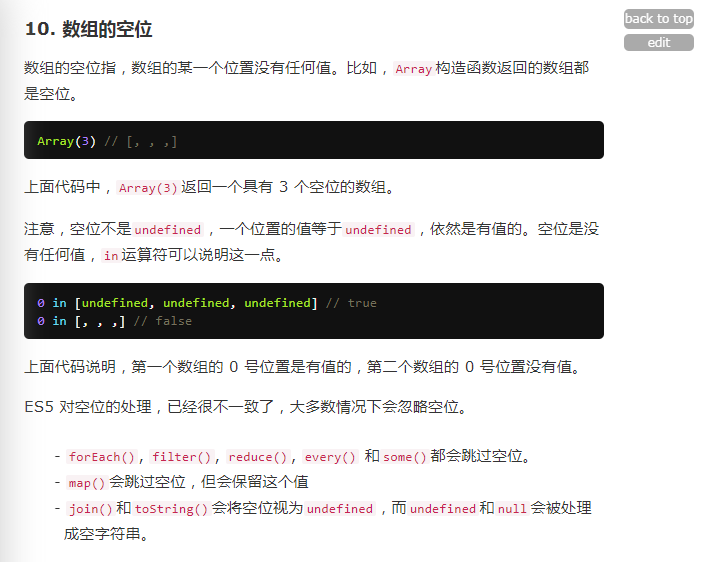 back to top
edit
10. 数组的空位
数组的空位指，数组的某一个位置没有任何值。比如，Array构造函数返回的数组都
是空位。
Array(3) // [, , ,]
上面代码中，Array(3)返回一个具有 3 个空位的数组。
注意，空位不是undefined，一个位置的值等于undefined，依然是有值的。空位是没
有任何值，in运算符可以说明这一点。
0 in [undefined, undefined, undefined] // true
0 in [, , ,] // false
上面代码说明，第一个数组的 0 号位置是有值的，第二个数组的 0 号位置没有值。
ES5 对空位的处理，已经很不一致了，大多数情况下会忽略空位。
- forEach(), filter(), reduce(), every() 和some()都会跳过空位。
- map()会跳过空位，但会保留这个值
- join()和toString()会将空位视为undefined，而undefined和null会被处理
成空字符串。